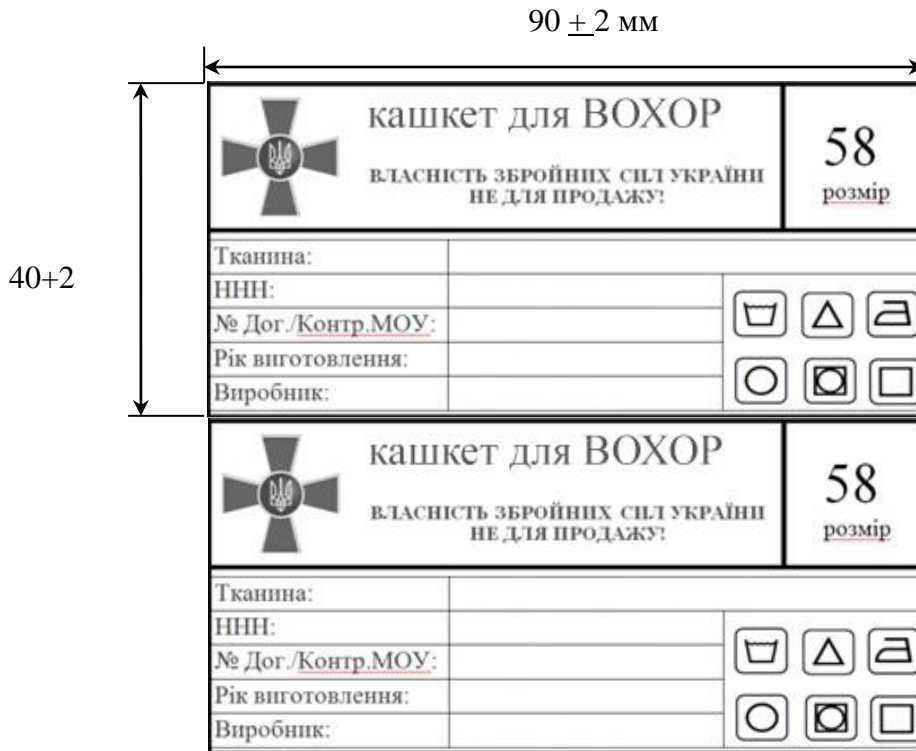 90 ± 2 мм
кашкет для ВОХОР
ВЛАСНІСТЬ ЗБРОЙНИХ СИЛ УКРАЇНИ
НЕ ДЛЯ ПРОДАЖУ!
58
розмір
40+2
Тканина:
ННН:
№ Дог./Контр.МОУ:
Рік виготовлення:
Виробник:
кашкет для ВОХОР
ВЛАСНІСТЬ ЗБРОЙНИХ СИЛ УКРАЇНИ
НЕ ДЛЯ ПРОДАЖУ!
58
розмір
Тканина:
ННН:
№ Дог./Контр.МОУ:
Рік виготовлення:
Виробник: